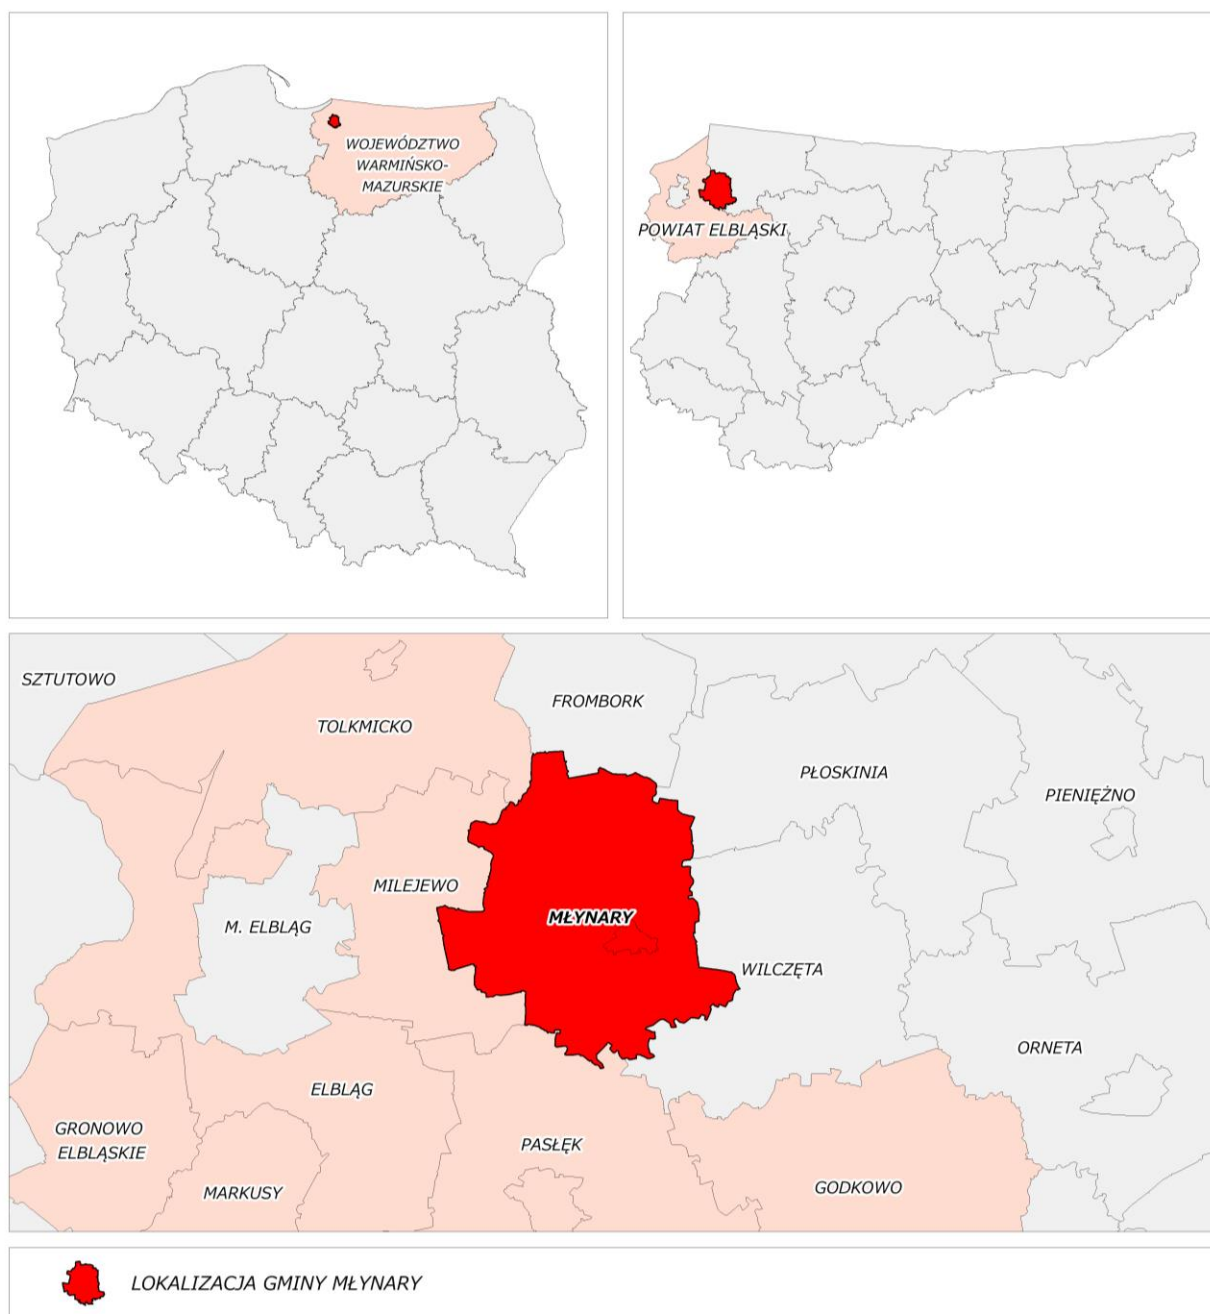 WOJEWÓDZTWO
WARMIŃSKO-
MAZURSKIE
POWIAT ELBLĄSKI
SZTUTOWO
TOLKMICKO
FROMBORK
PŁOSKINIA
PIENIĘŻNO
MILEJEWO
MŁYNARY
M. ELBLĄG
WILCZĘTA
ORNETA
ELBLĄG
GRONOWO
ELBLĄSKIE
PASŁĘK
MARKUSY
GODKOWO
LOKALIZACJA GMINY MŁYNARY